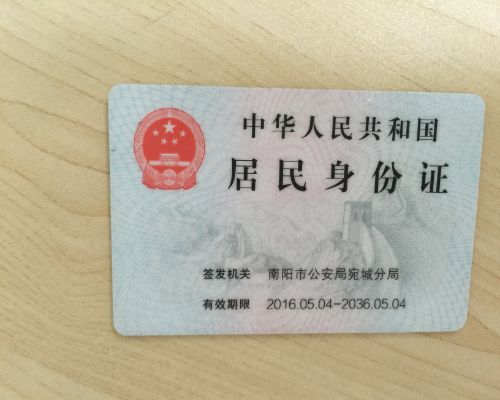 中华人民共和国
居民身份证
签发机关 南阳市公安局宛城分局
有效期限 2016.05.04-2036.05.04